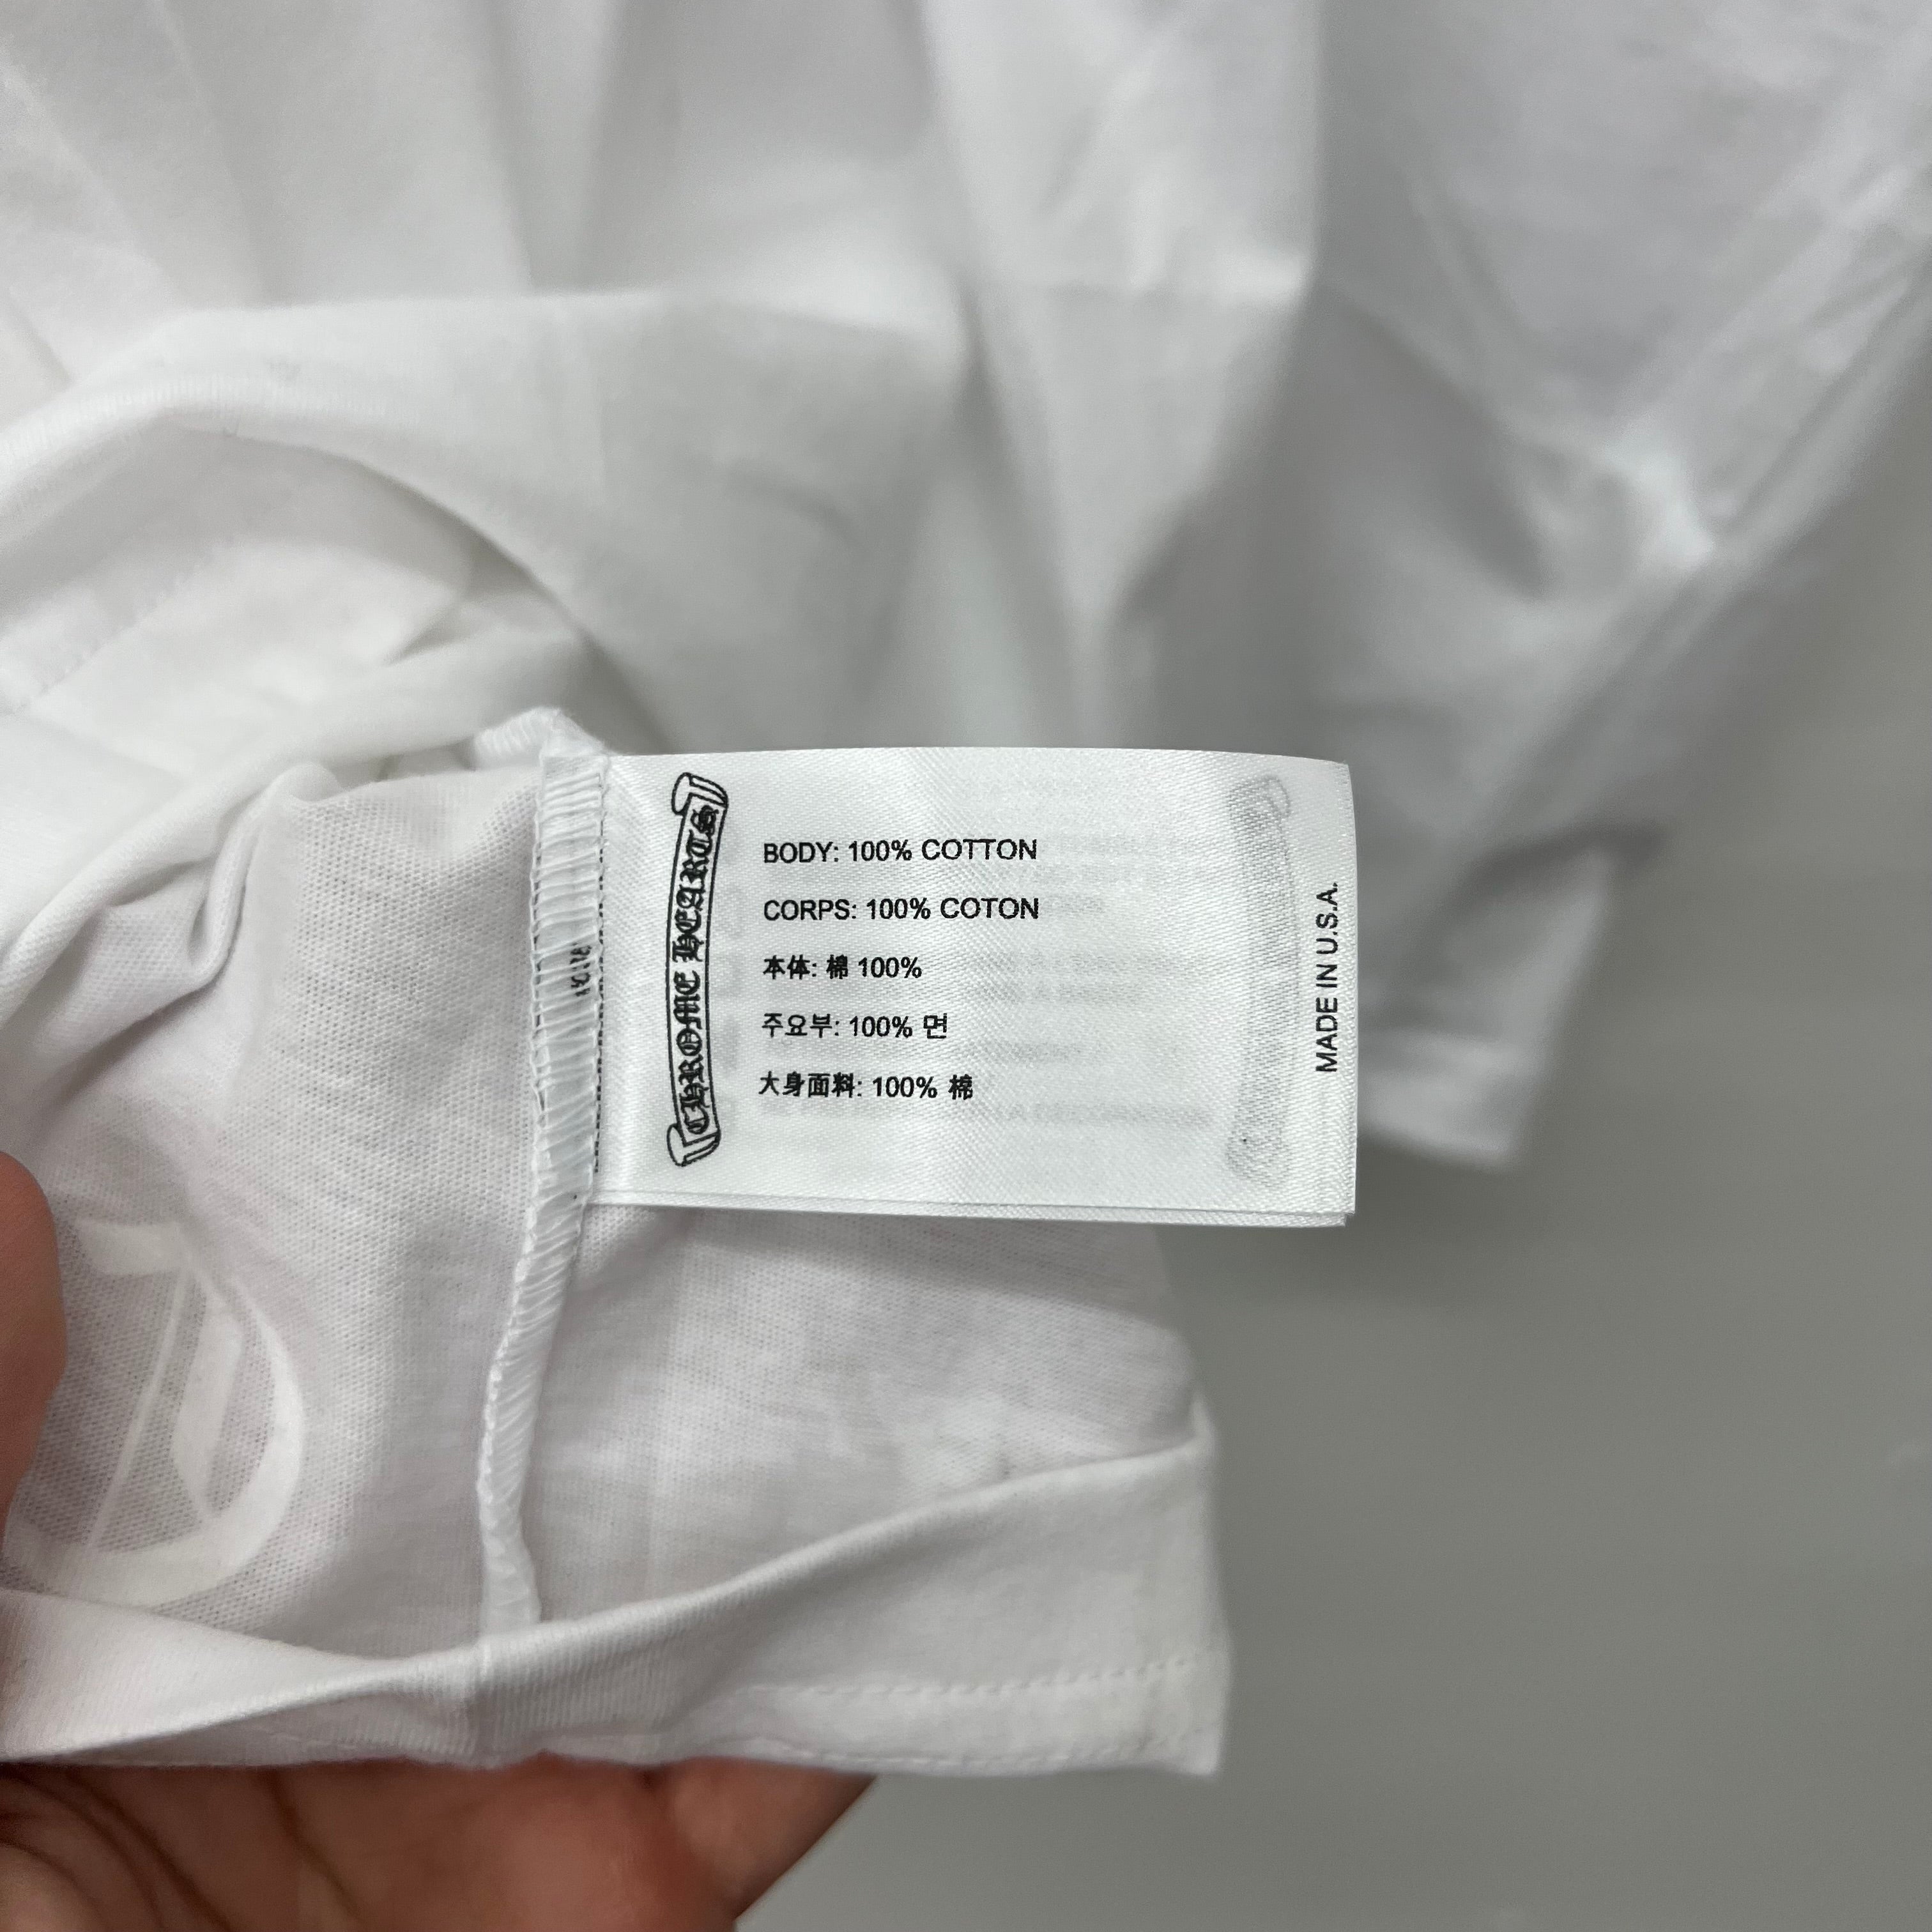 CHROME HEARTS
BODY: 100% COTTON
CORPS: 100% COTON
本体: 棉 100%
주요부: 100% 면
大身面料: 100% 棉
MADE IN U.S.A.